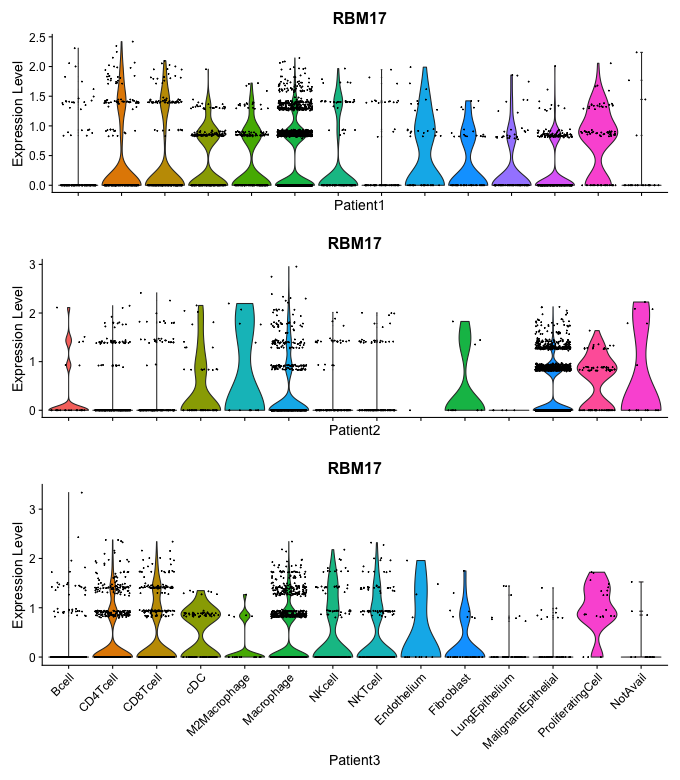 RBM17
Expression Level
2.5
2.0
1.5
1.0
0.5
0.0
Patient1
RBM17
Expression Level
3
2
1
0
Patient2
RBM17
Expression Level
3
2
1
0
Bcell
CD4Tcell
CD8Tcell
cDC
M2Macrophage
Macrophage
NKcell
NKTcell
Endothelium
Fibroblast
LungEpithelium
MalignantEpithelial
ProliferatingCell
NotAvail
Patient3